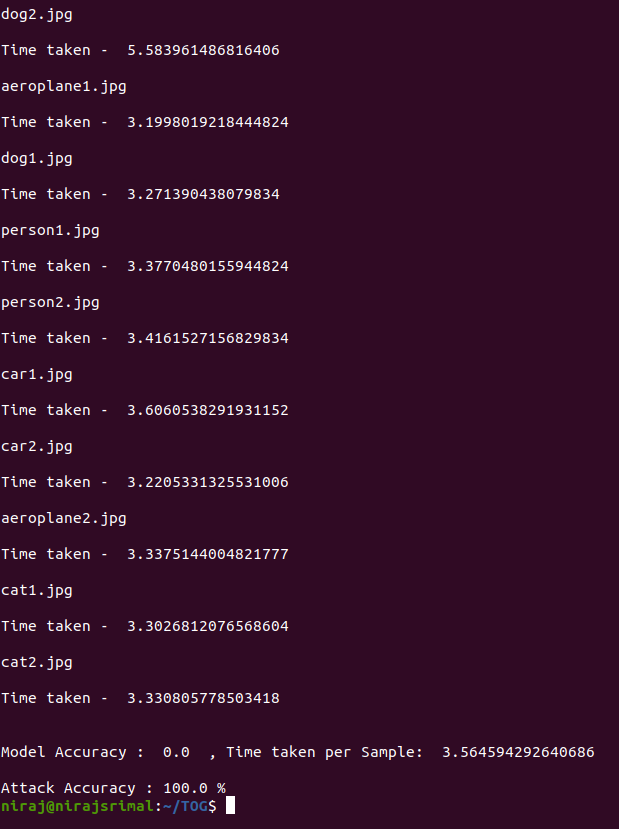 dog2.jpg
Time taken -  5.583961486816406
aeroplane1.jpg
Time taken -  3.1998019218444824
dog1.jpg
Time taken -  3.271390438079834
person1.jpg
Time taken -  3.3770480155944824
person2.jpg
Time taken -  3.4161527156829834
car1.jpg
Time taken -  3.6060538291931152
car2.jpg
Time taken -  3.2205331325531006
aeroplane2.jpg
Time taken -  3.3375144004821777
cat1.jpg
Time taken -  3.3026812076568604
cat2.jpg
Time taken -  3.330805778503418
Model Accuracy :  0.0  , Time taken per Sample:  3.564594292640686
Attack Accuracy : 100.0 %
niraj@nirajsrimal:~/TOG$